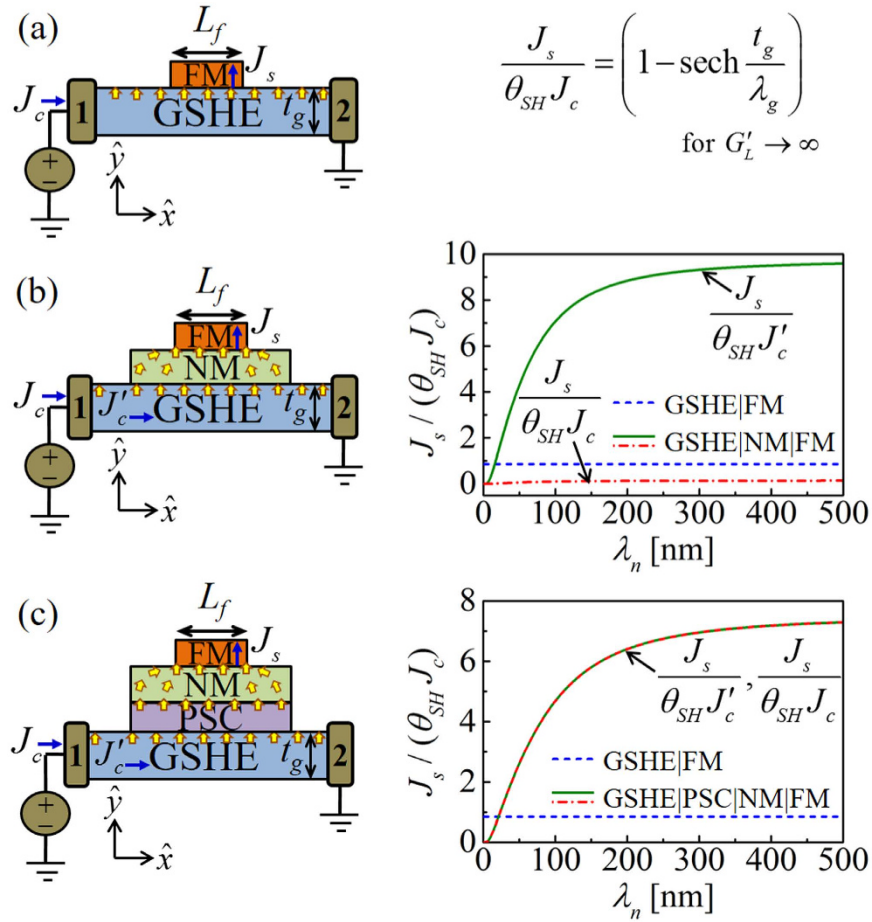 (a)
L_f
FM J_s
J_c
1 GSHE t_g 2
+
−
ŷ
x̂
J_s / (θ_SH J_c) = (1 − sech t_g / λ_g)
for G′_L → ∞
(b)
L_f
FM J_s
NM
J_c
1 J′_c GSHE t_g 2
+
−
ŷ
x̂
J_s / (θ_SH J_c)
10
8
6
4
2
0
J_s / θ_SH J′_c
J_s / θ_SH J_c
GSHE|FM
GSHE|NM|FM
0 100 200 300 400 500
λ_n [nm]
(c)
L_f
FM J_s
NM
PSC
J_c
1 J′_c GSHE t_g 2
+
−
ŷ
x̂
J_s / (θ_SH J_c)
8
6
4
2
0
J_s / θ_SH J′_c , J_s / θ_SH J_c
GSHE|FM
GSHE|PSC|NM|FM
0 100 200 300 400 500
λ_n [nm]